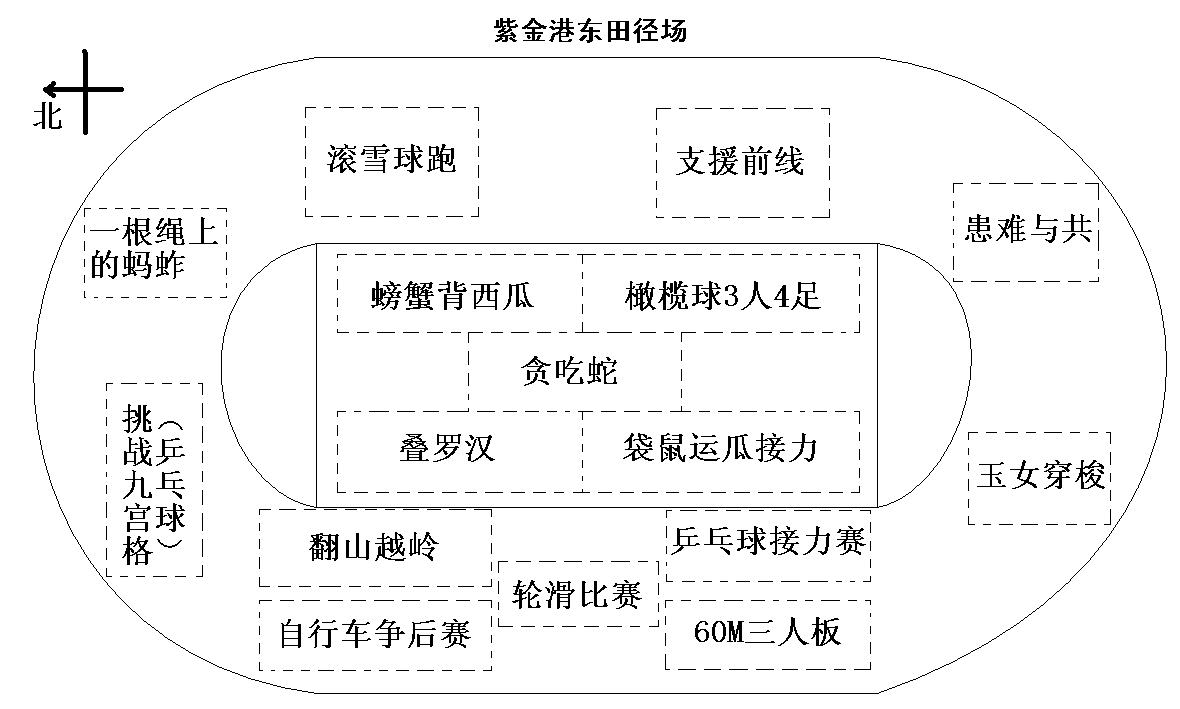 紫金港东田径场
北
滚雪球跑
支援前线
一根绳上
的蚂蚱
患难与共
螃蟹背西瓜
橄榄球3人4足
贪吃蛇
叠罗汉
袋鼠运瓜接力
挑战九宫格
（乒乓球）
玉女穿梭
翻山越岭
乒乓球接力赛
轮滑比赛
自行车争后赛
60M三人板